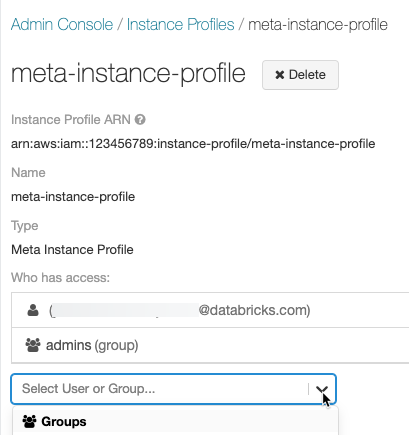 Admin Console / Instance Profiles / meta-instance-profile
meta-instance-profile ✖ Delete
Instance Profile ARN
arn:aws:iam::123456789:instance-profile/meta-instance-profile
Name
meta-instance-profile
Type
Meta Instance Profile
Who has access:
( @databricks.com)
admins (group)
Select User or Group...
Groups